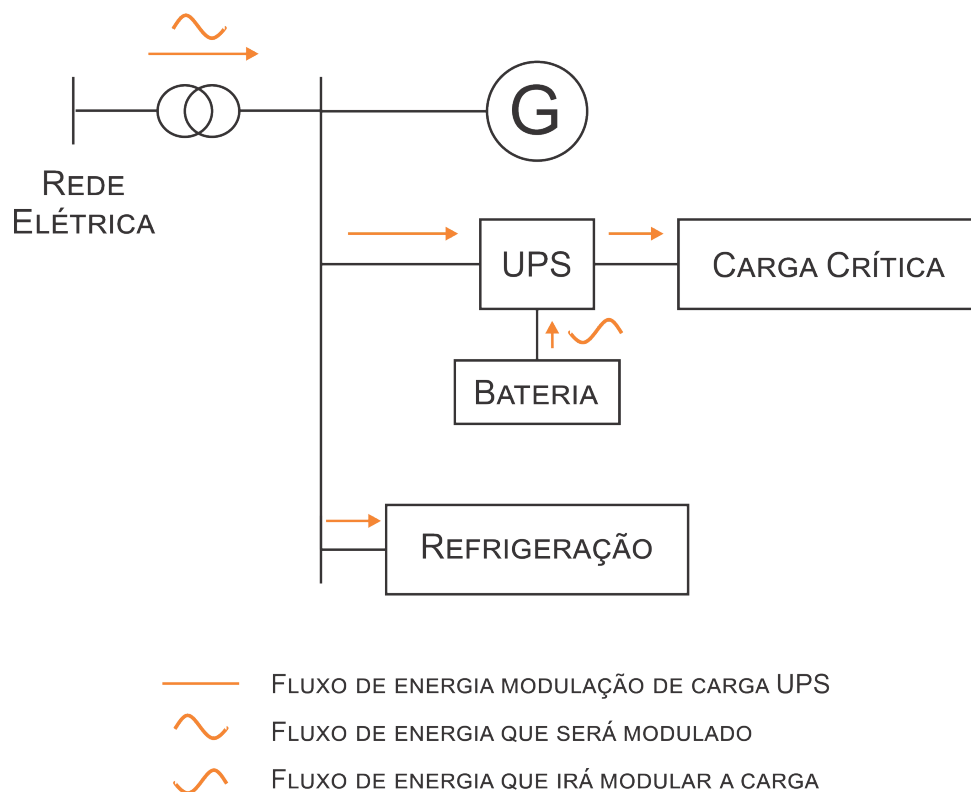 Rede
Elétrica
G
UPS
Carga Crítica
Bateria
Refrigeração
Fluxo de energia modulação de carga UPS
Fluxo de energia que será modulado
Fluxo de energia que irá modular a carga